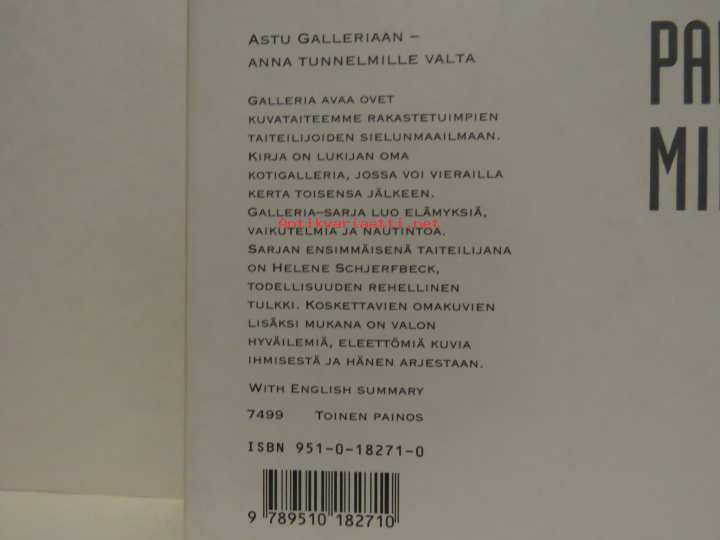 ASTU GALLERIAAN –
ANNA TUNNELMILLE VALTA
GALLERIA AVAA OVET
KUVATAITEEMME RAKASTETUIMPIEN
TAITEILIJOIDEN SIELUNMAAILMAAN.
KIRJA ON LUKIJAN OMA
KOTIGALLERIA, JOSSA VOI VIERAILLA
KERTA TOISENSA JÄLKEEN.
GALLERIA–SARJA LUO ELÄMYKSIÄ,
Antikvariaatti.net
VAIKUTELMIA JA NAUTINTOA.
SARJAN ENSIMMÄISENÄ TAITEILIJANA
ON HELENE SCHJERFBECK,
TODELLISUUDEN REHELLINEN
TULKKI. KOSKETTAVIEN OMAKUVIEN
LISÄKSI MUKANA ON VALON
HYVÄILEMIÄ, ELEETTÖMIÄ KUVIA
IHMISESTÄ JA HÄNEN ARJESTAAN.
WITH ENGLISH SUMMARY
7499 TOINEN PAINOS
ISBN 951-0-18271-0
9 789510 182710